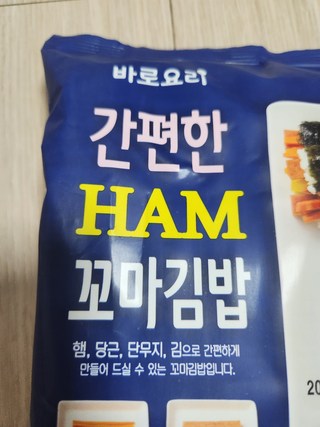 바로요리
간편한
HAM
꼬마김밥
햄, 당근, 단무지, 김으로 간편하게
만들어 드실 수 있는 꼬마김밥입니다.
20